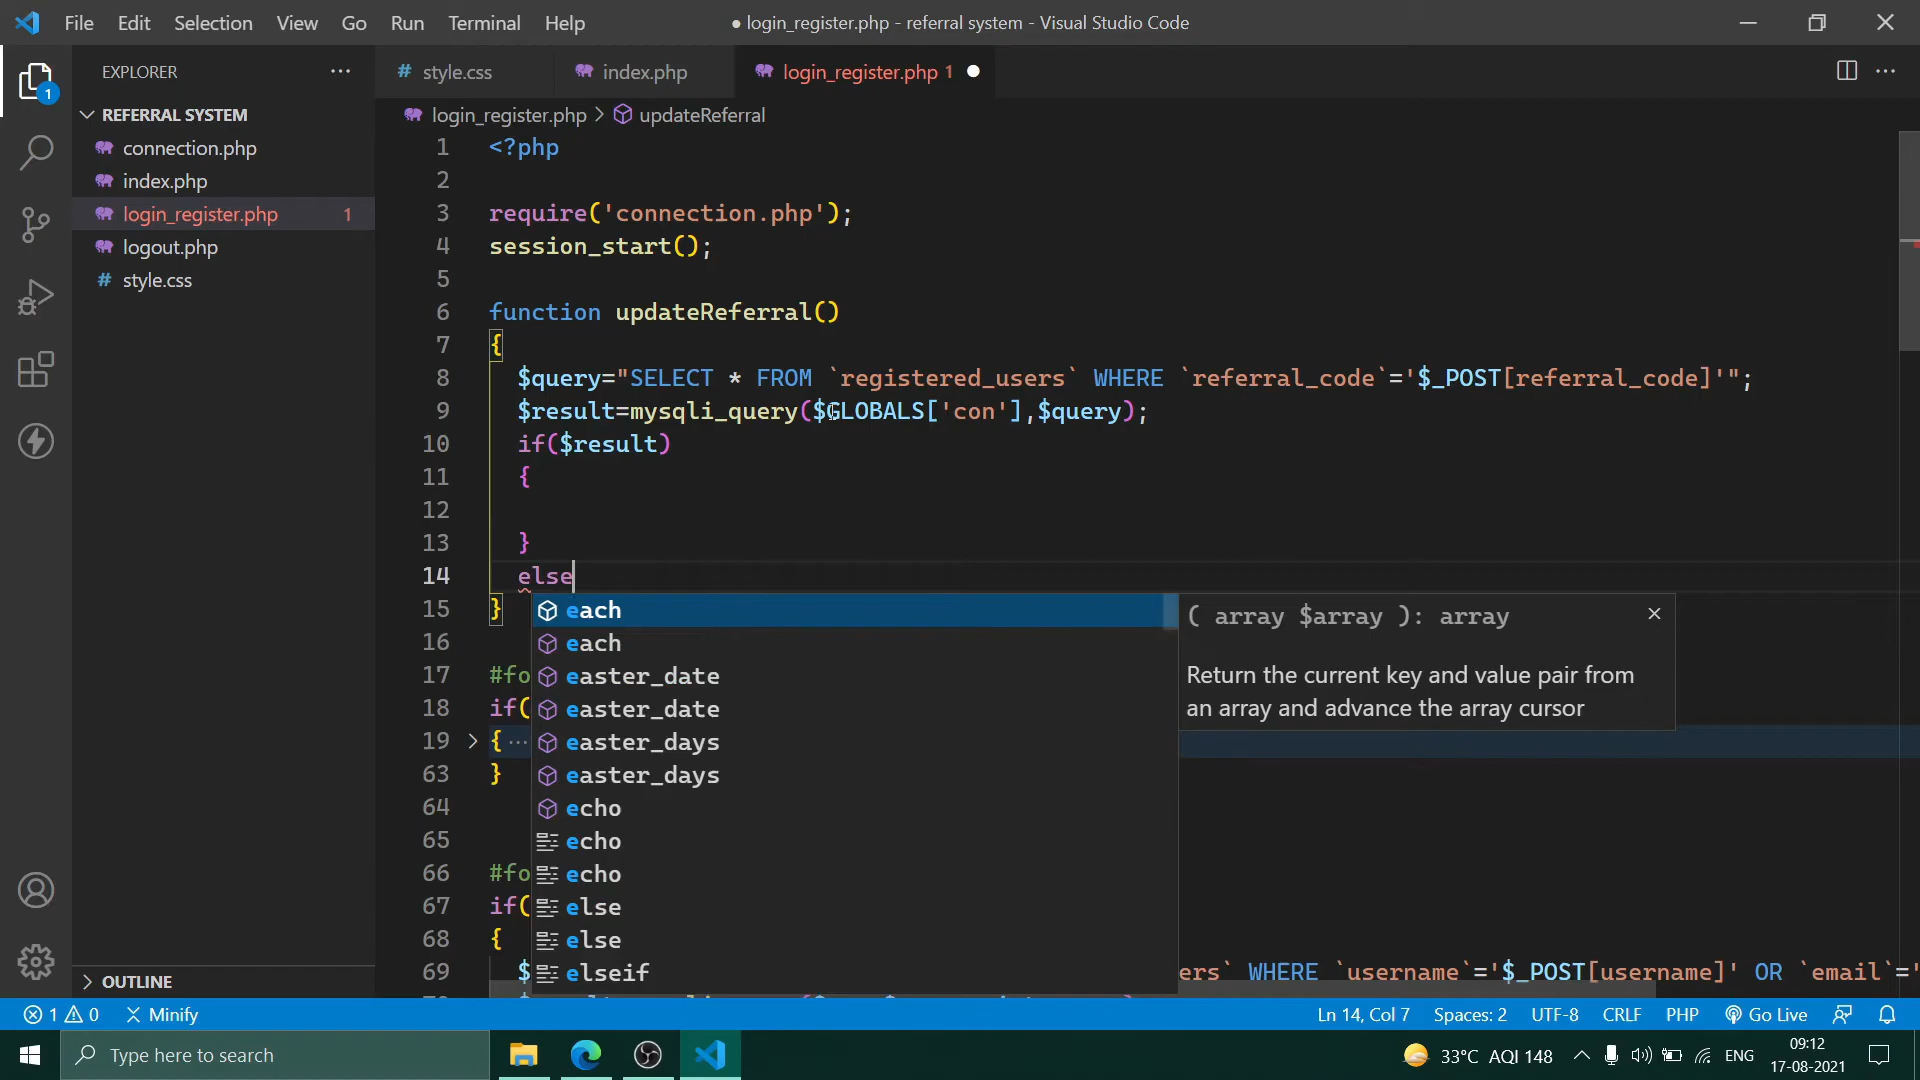 File Edit Selection View Go Run Terminal Help
● login_register.php - referral system - Visual Studio Code
EXPLORER
REFERRAL SYSTEM
connection.php
index.php
login_register.php 1
logout.php
style.css
OUTLINE
1
# style.css
index.php
login_register.php 1
login_register.php > updateReferral
1 <?php
2
3 require('connection.php');
4 session_start();
5
6 function updateReferral()
7 {
8 $query="SELECT * FROM `registered_users` WHERE `referral_code`='$_POST[referral_code]'";
9 $result=mysqli_query($GLOBALS['con'],$query);
10 if($result)
11 {
12
13 }
14 else
15 }
16
17 #fo
18 if(
19 { ...
63 }
64
65
66 #fo
67 if(
68 {
69 $ ers` WHERE `username`='$_POST[username]' OR `email`='
each
each
easter_date
easter_date
easter_days
easter_days
echo
echo
echo
else
else
elseif
( array $array ): array
Return the current key and value pair from
an array and advance the array cursor
1 0 Minify
Ln 14, Col 7 Spaces: 2 UTF-8 CRLF PHP Go Live
Type here to search
33°C AQI 148
ENG
09:12
17-08-2021